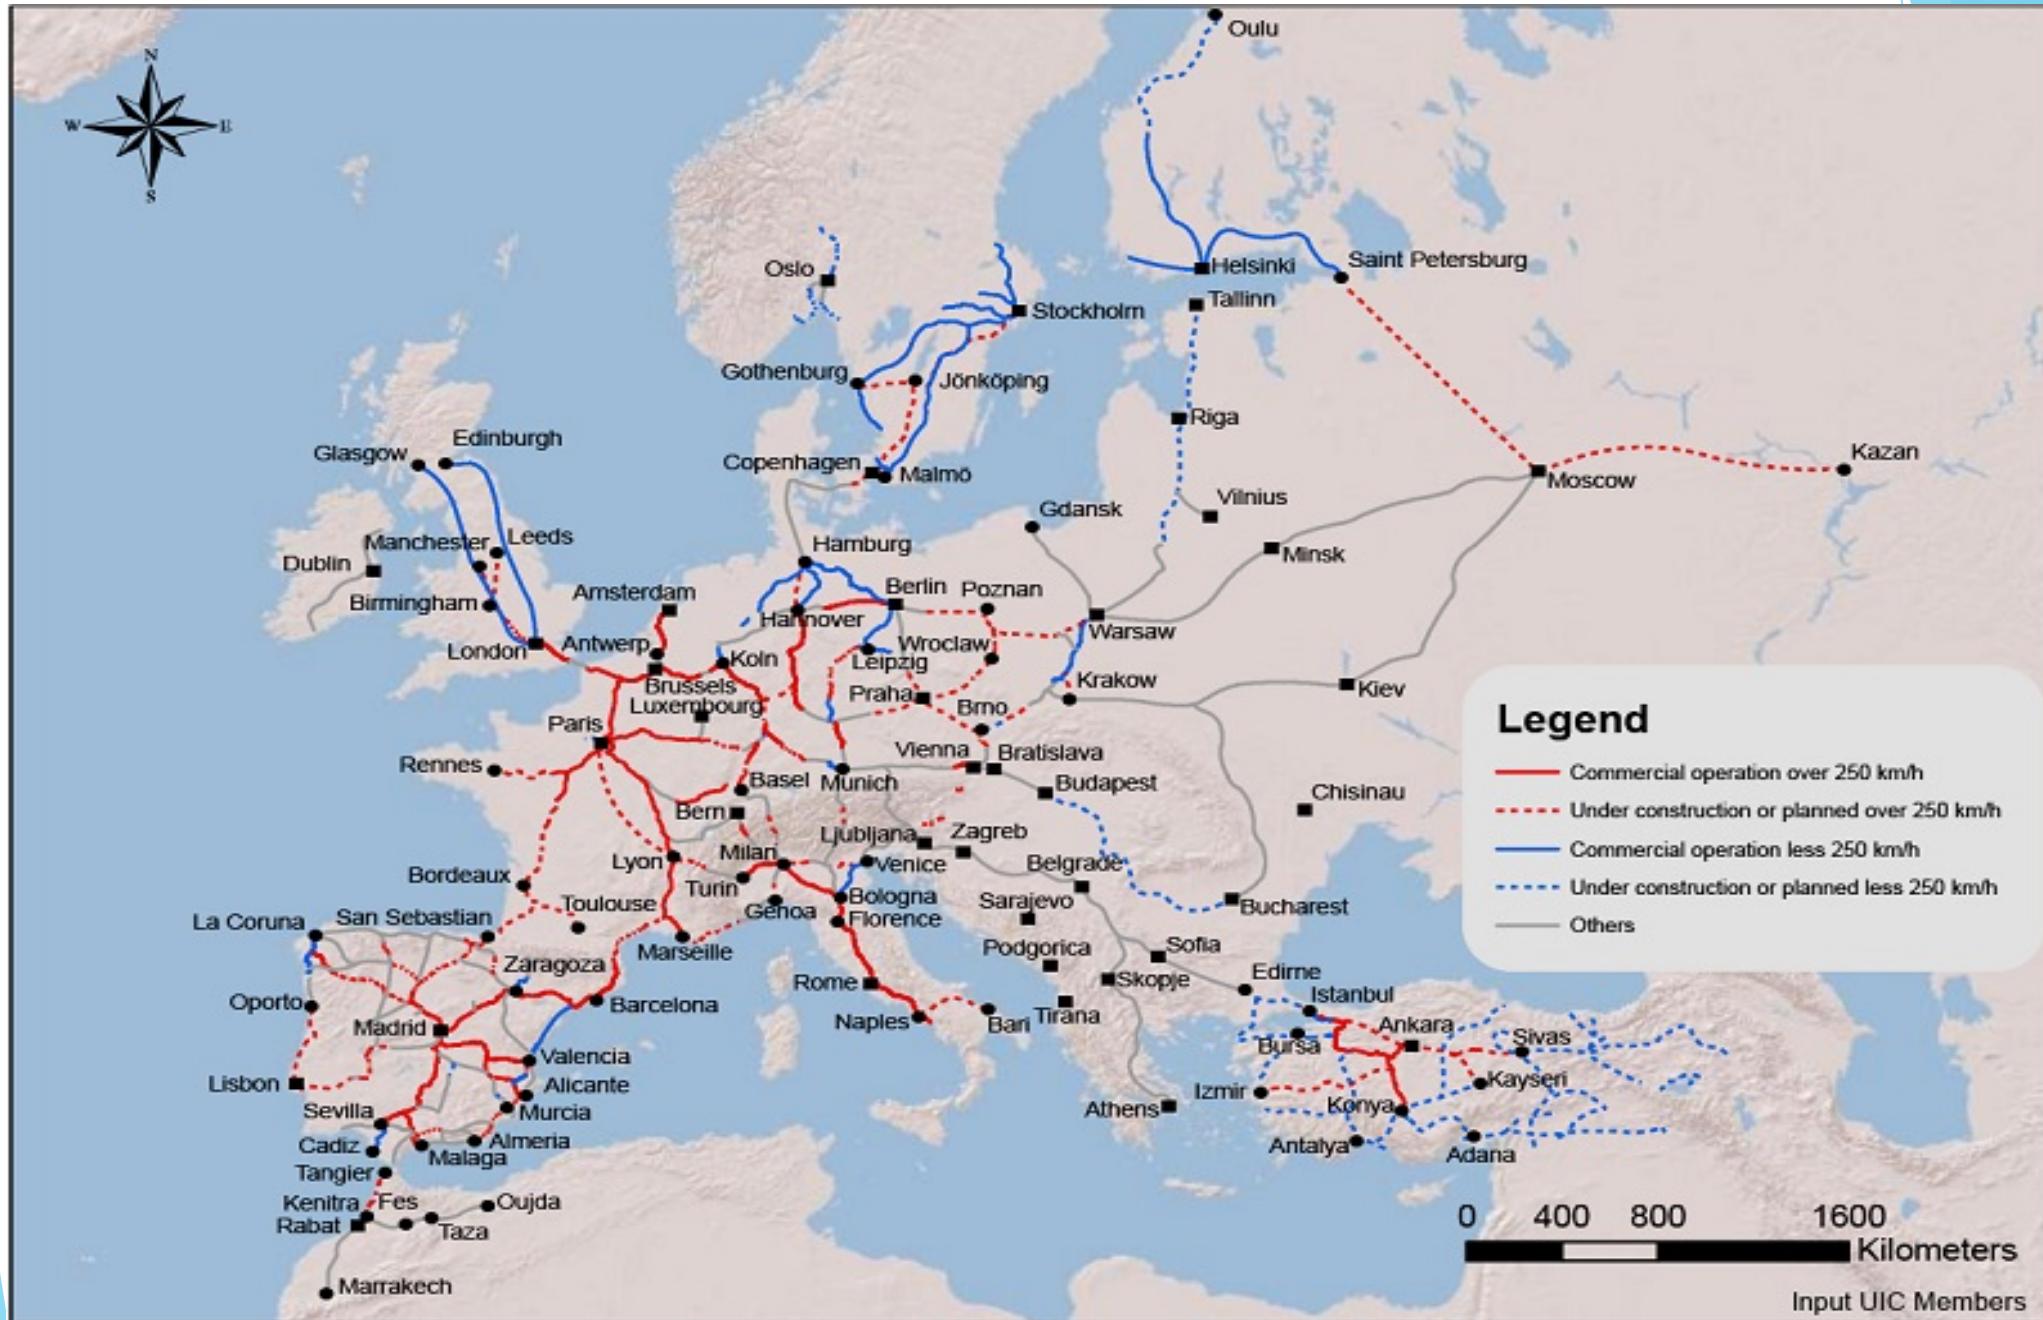 N
W
E
S
Oulu
Oslo
Helsinki
Saint Petersburg
Tallinn
Stockholm
Gothenburg
Jönköping
Riga
Edinburgh
Glasgow
Copenhagen
Malmö
Kazan
Moscow
Vilnius
Gdansk
Manchester
Leeds
Hamburg
Minsk
Dublin
Amsterdam
Berlin
Poznan
Birmingham
Hannover
Warsaw
London
Antwerp
Koln
Leipzig
Wroclaw
Brussels
Praha
Krakow
Kiev
Luxembourg
Brno
Paris
Vienna
Bratislava
Rennes
Basel
Munich
Budapest
Bern
Chisinau
Ljubljana
Zagreb
Lyon
Milan
Venice
Belgrade
Bordeaux
Turin
Bologna
Toulouse
Genoa
Sarajevo
Bucharest
La Coruna
San Sebastian
Florence
Marseille
Podgorica
Sofia
Zaragoza
Rome
Skopje
Edirne
Oporto
Barcelona
Istanbul
Madrid
Naples
Bari
Tirana
Ankara
Sivas
Bursa
Valencia
Lisbon
Alicante
Izmir
Kayseri
Sevilla
Murcia
Athens
Konya
Cadiz
Almeria
Malaga
Antalya
Adana
Tangier
Kenitra
Fes
Oujda
Rabat
Taza
Marrakech
Legend
Commercial operation over 250 km/h
Under construction or planned over 250 km/h
Commercial operation less 250 km/h
Under construction or planned less 250 km/h
Others
0 400 800 1600
Kilometers
Input UIC Members